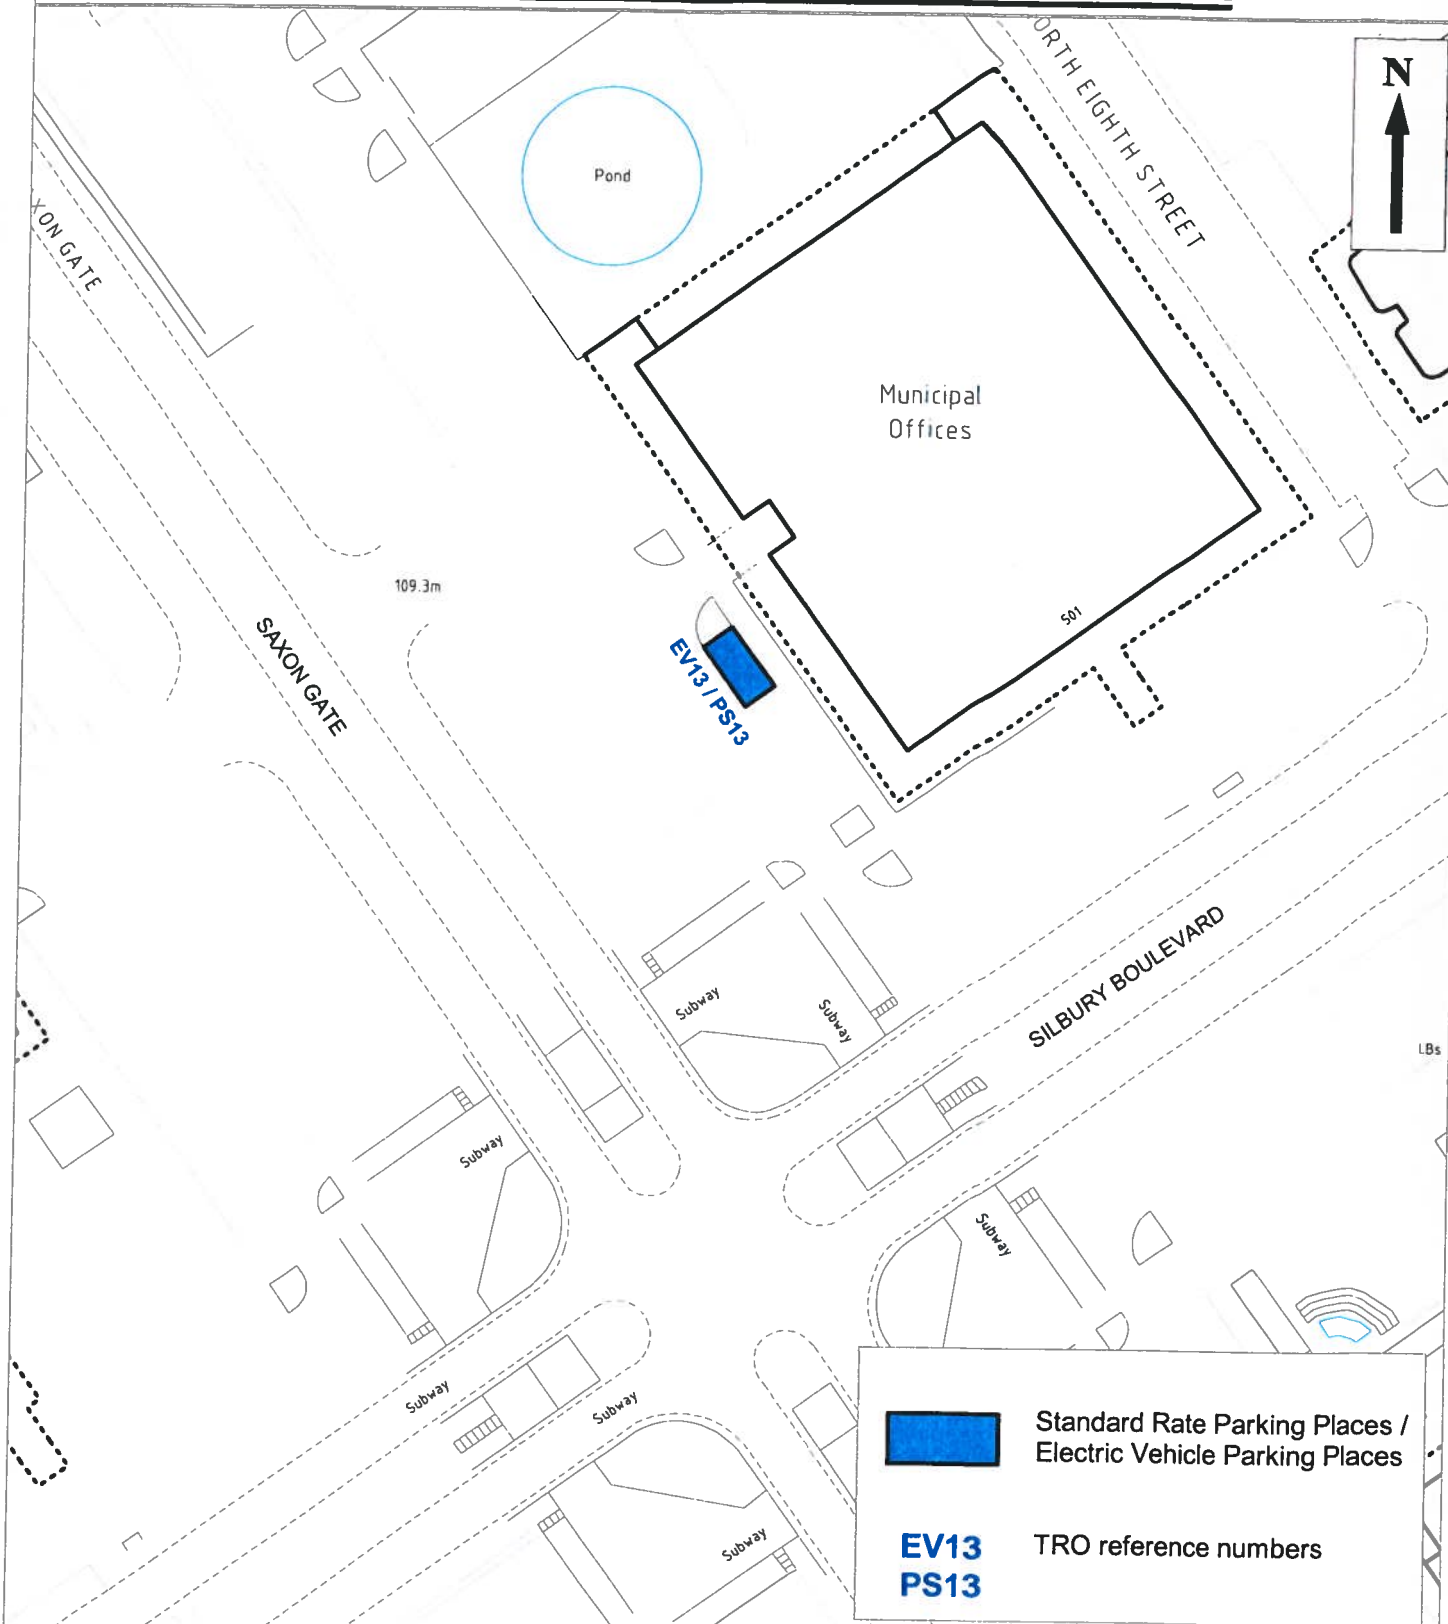 ORTH EIGHTH STREET
N
Pond
XON GATE
Municipal
Offices
109.3m
SAXON GATE
501
EV13 / PS13
SILBURY BOULEVARD
Subway
Subway
LBs
Subway
Subway
Subway
Subway
Subway
Standard Rate Parking Places /
Electric Vehicle Parking Places
EV13
TRO reference numbers
PS13